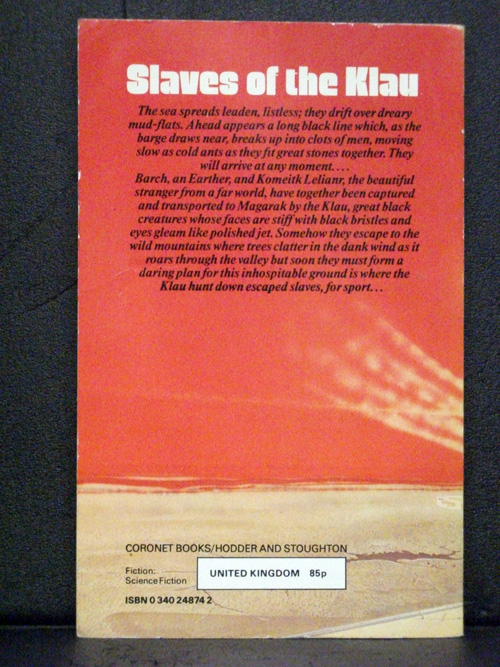 Slaves of the Klau
The sea spreads leaden, listless; they drift over dreary
mud-flats. Ahead appears a long black line which, as the
barge draws near, breaks up into clots of men, moving
slow as cold ants as they fit great stones together. They
will arrive at any moment....
Barch, an Earther, and Komeitk Lelianr, the beautiful
stranger from a far world, have together been captured
and transported to Magarak by the Klau, great black
creatures whose faces are stiff with black bristles and
eyes gleam like polished jet. Somehow they escape to the
wild mountains where trees clatter in the dank wind as it
roars through the valley but soon they must form a
daring plan for this inhospitable ground is where the
Klau hunt down escaped slaves, for sport...
CORONET BOOKS/HODDER AND STOUGHTON
Fiction:
Science Fiction
UNITED KINGDOM 85p
ISBN 0 340 24874 2